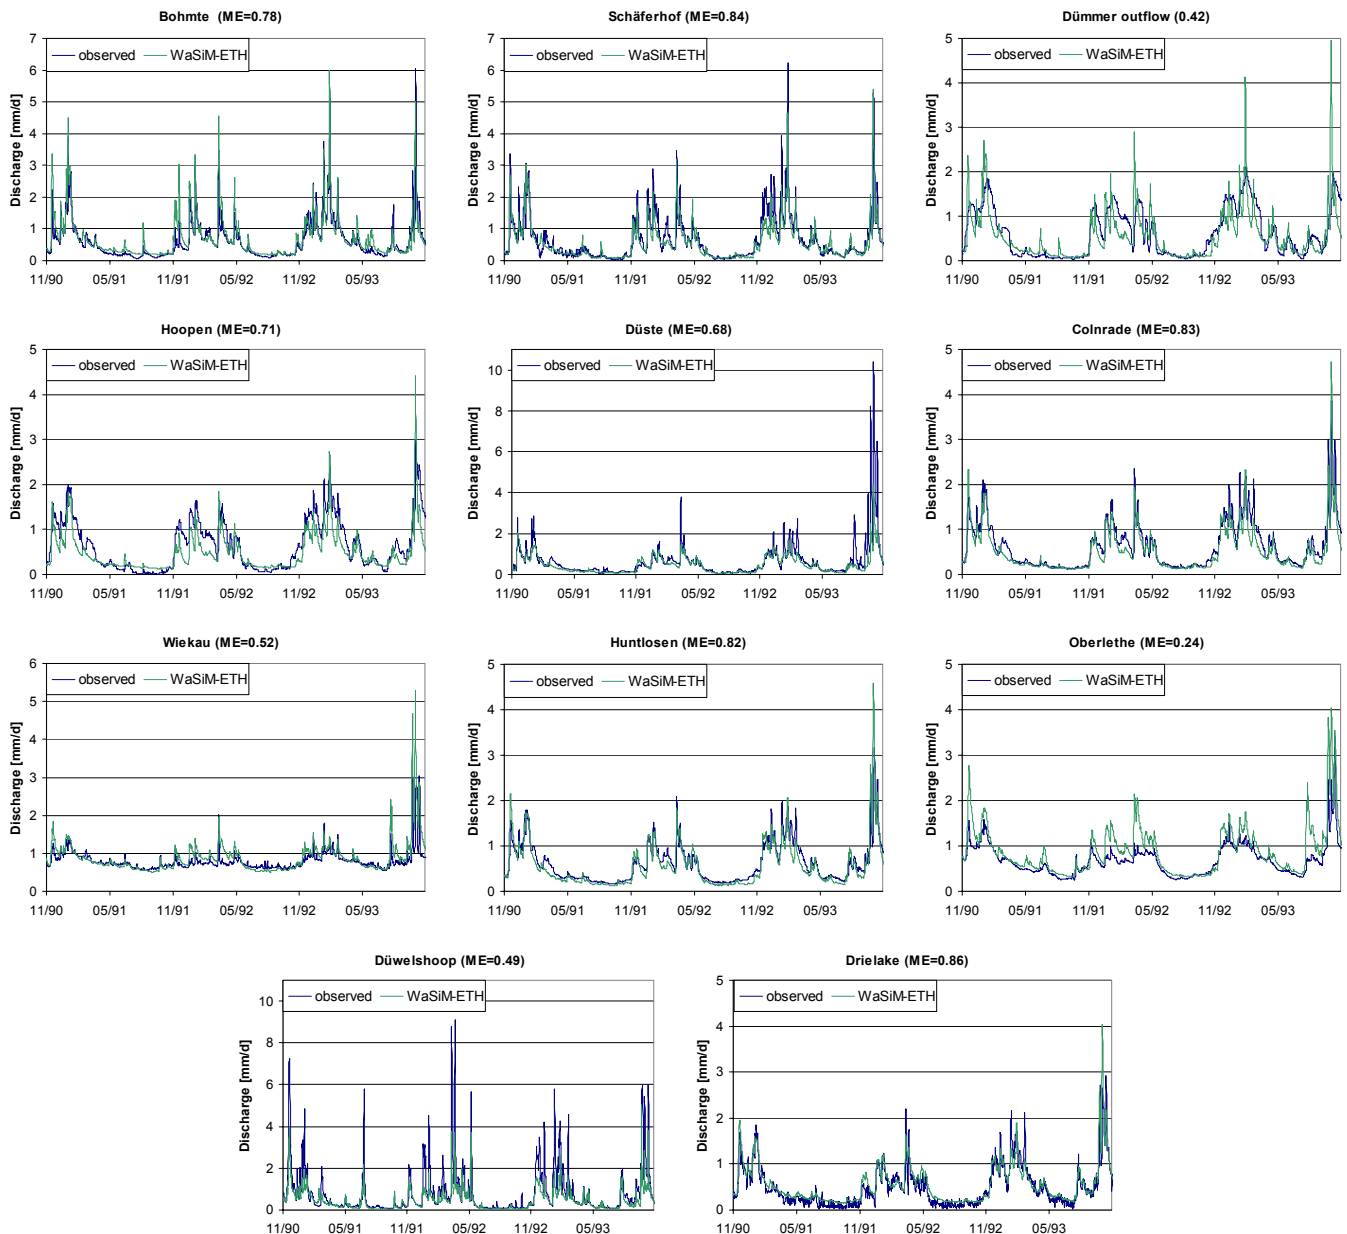 Bohmte (ME=0.78)
Discharge [mm/d]
observed WaSiM-ETH
7
6
5
4
3
2
1
0
11/90 05/91 11/91 05/92 11/92 05/93
Schäferhof (ME=0.84)
Discharge [mm/d]
observed WaSiM-ETH
7
6
5
4
3
2
1
0
11/90 05/91 11/91 05/92 11/92 05/93
Dümmer outflow (0.42)
Discharge [mm/d]
observed WaSiM-ETH
5
4
3
2
1
0
11/90 05/91 11/91 05/92 11/92 05/93
Hoopen (ME=0.71)
Discharge [mm/d]
observed WaSiM-ETH
5
4
3
2
1
0
11/90 05/91 11/91 05/92 11/92 05/93
Düste (ME=0.68)
Discharge [mm/d]
observed WaSiM-ETH
10
8
6
4
2
0
11/90 05/91 11/91 05/92 11/92 05/93
Colnrade (ME=0.83)
Discharge [mm/d]
observed WaSiM-ETH
5
4
3
2
1
0
11/90 05/91 11/91 05/92 11/92 05/93
Wiekau (ME=0.52)
Discharge [mm/d]
observed WaSiM-ETH
6
5
4
3
2
1
0
11/90 05/91 11/91 05/92 11/92 05/93
Huntlosen (ME=0.82)
Discharge [mm/d]
observed WaSiM-ETH
5
4
3
2
1
0
11/90 05/91 11/91 05/92 11/92 05/93
Oberlethe (ME=0.24)
Discharge [mm/d]
observed WaSiM-ETH
5
4
3
2
1
0
11/90 05/91 11/91 05/92 11/92 05/93
Düwelshoop (ME=0.49)
Discharge [mm/d]
observed WaSiM-ETH
10
8
6
4
2
0
11/90 05/91 11/91 05/92 11/92 05/93
Drielake (ME=0.86)
Discharge [mm/d]
observed WaSiM-ETH
5
4
3
2
1
0
11/90 05/91 11/91 05/92 11/92 05/93